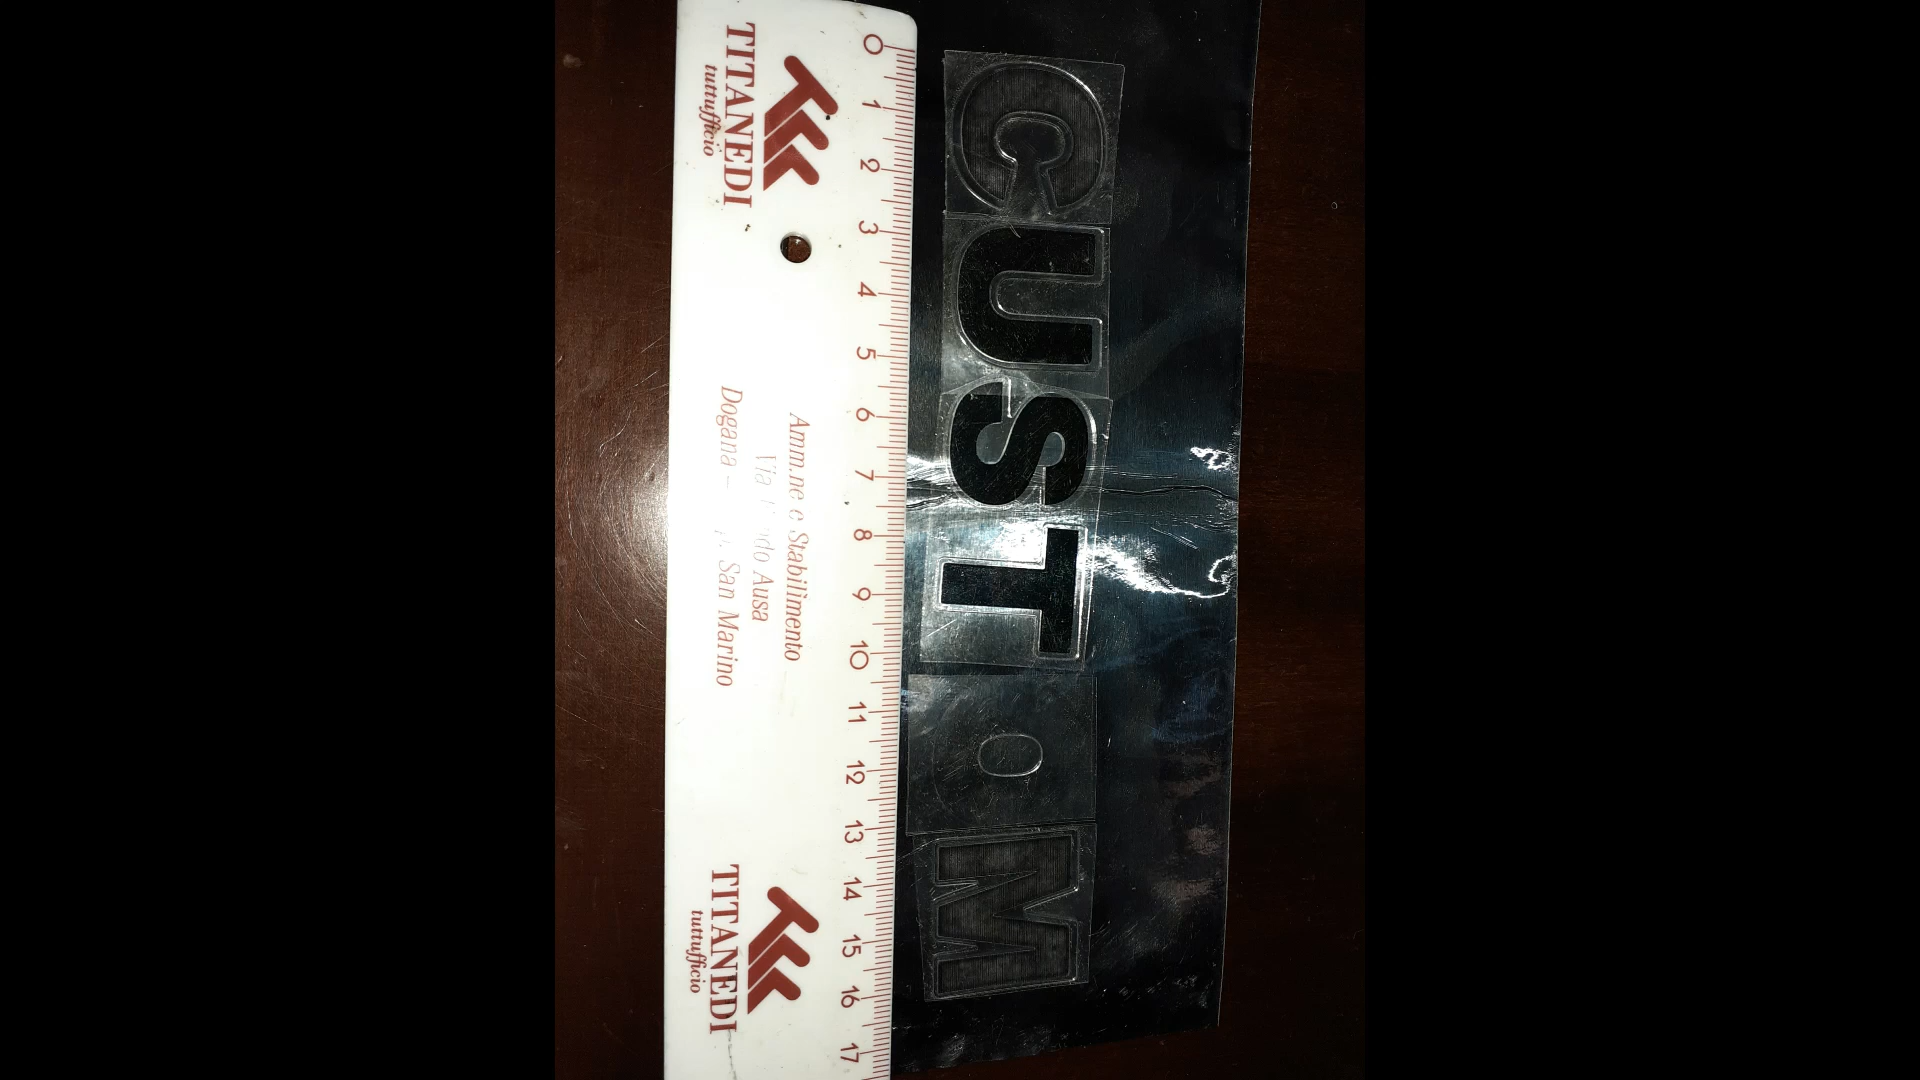 TITANEDI
tuttufficio
0 1 2 3 4 5 6 7 8 9 10 11 12 13 14 15 16 17
Amm.ne e Stabilimento
Via Ausa
Dogana - San Marino
TITANEDI
tuttufficio
CUSTOM